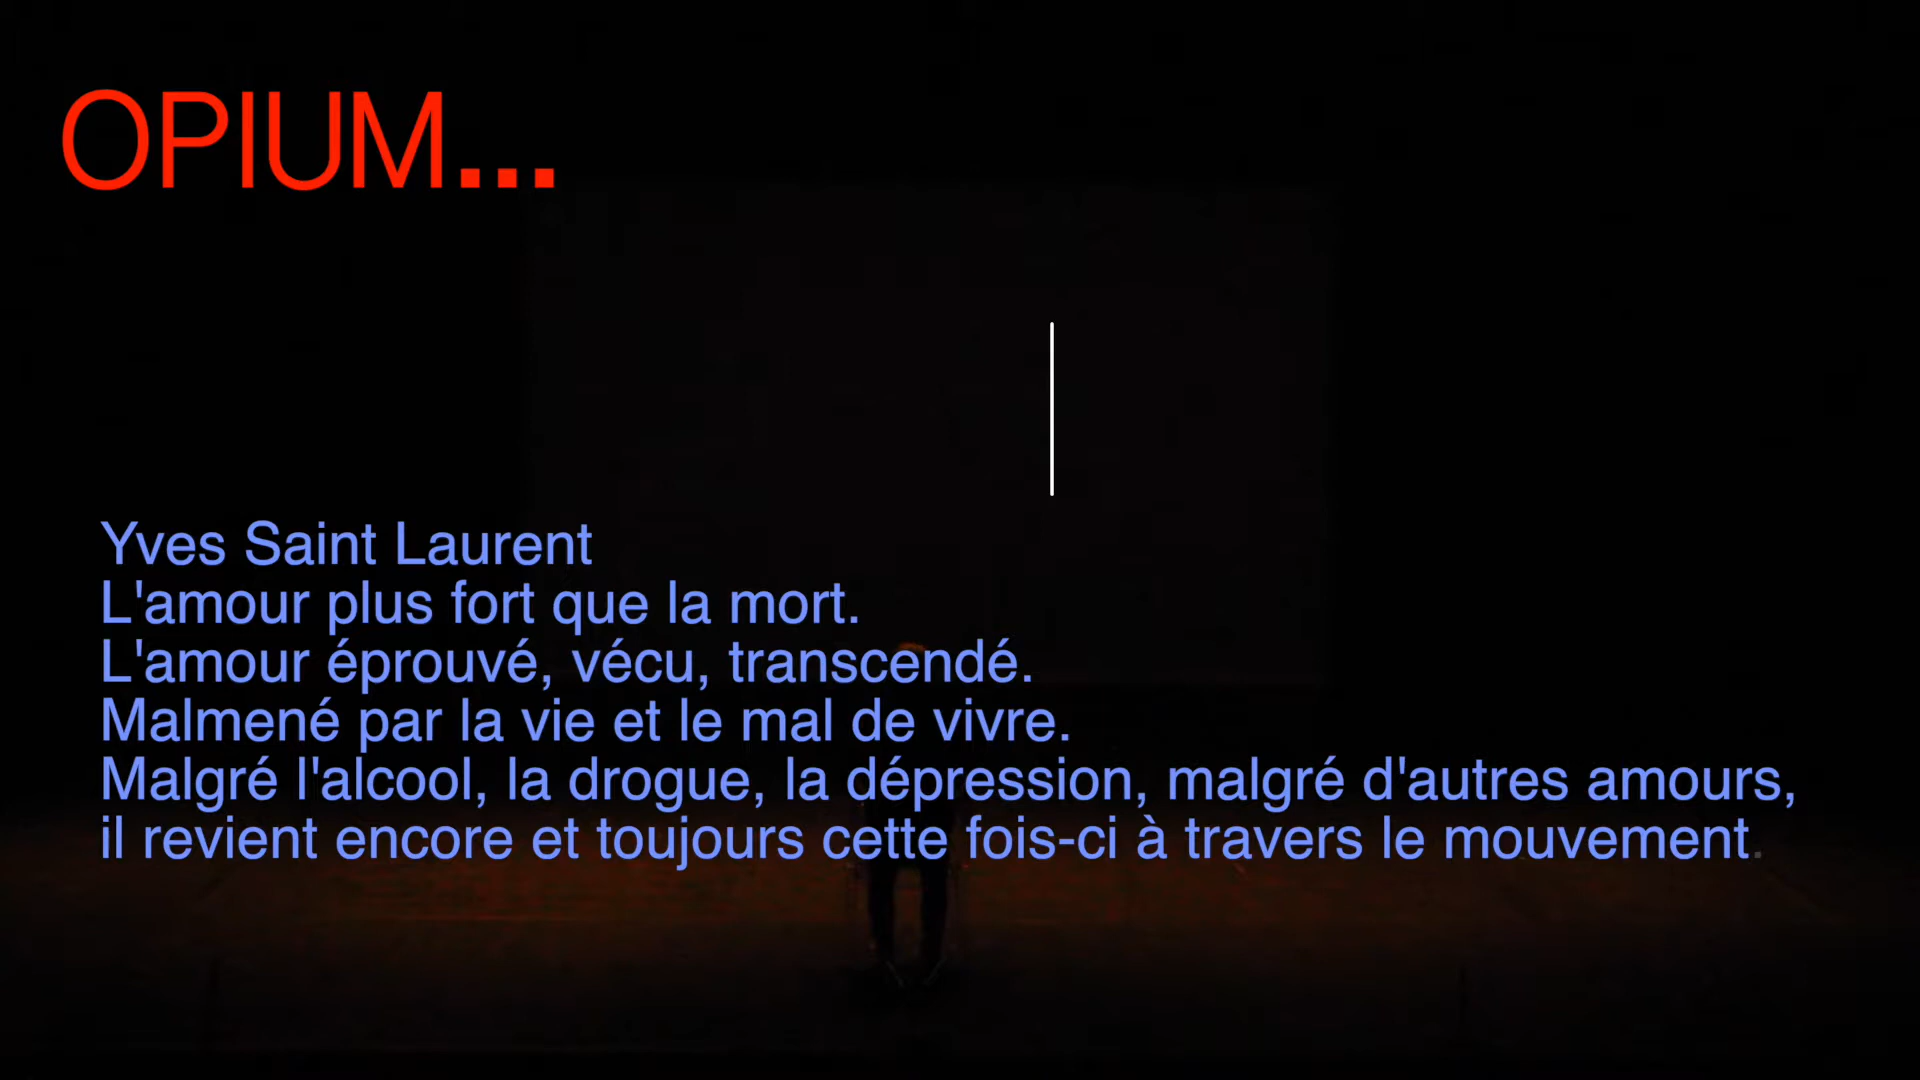 OPIUM...
Yves Saint Laurent
L'amour plus fort que la mort.
L'amour éprouvé, vécu, transcendé.
Malmené par la vie et le mal de vivre.
Malgré l'alcool, la drogue, la dépression, malgré d'autres amours,
il revient encore et toujours cette fois-ci à travers le mouvement.